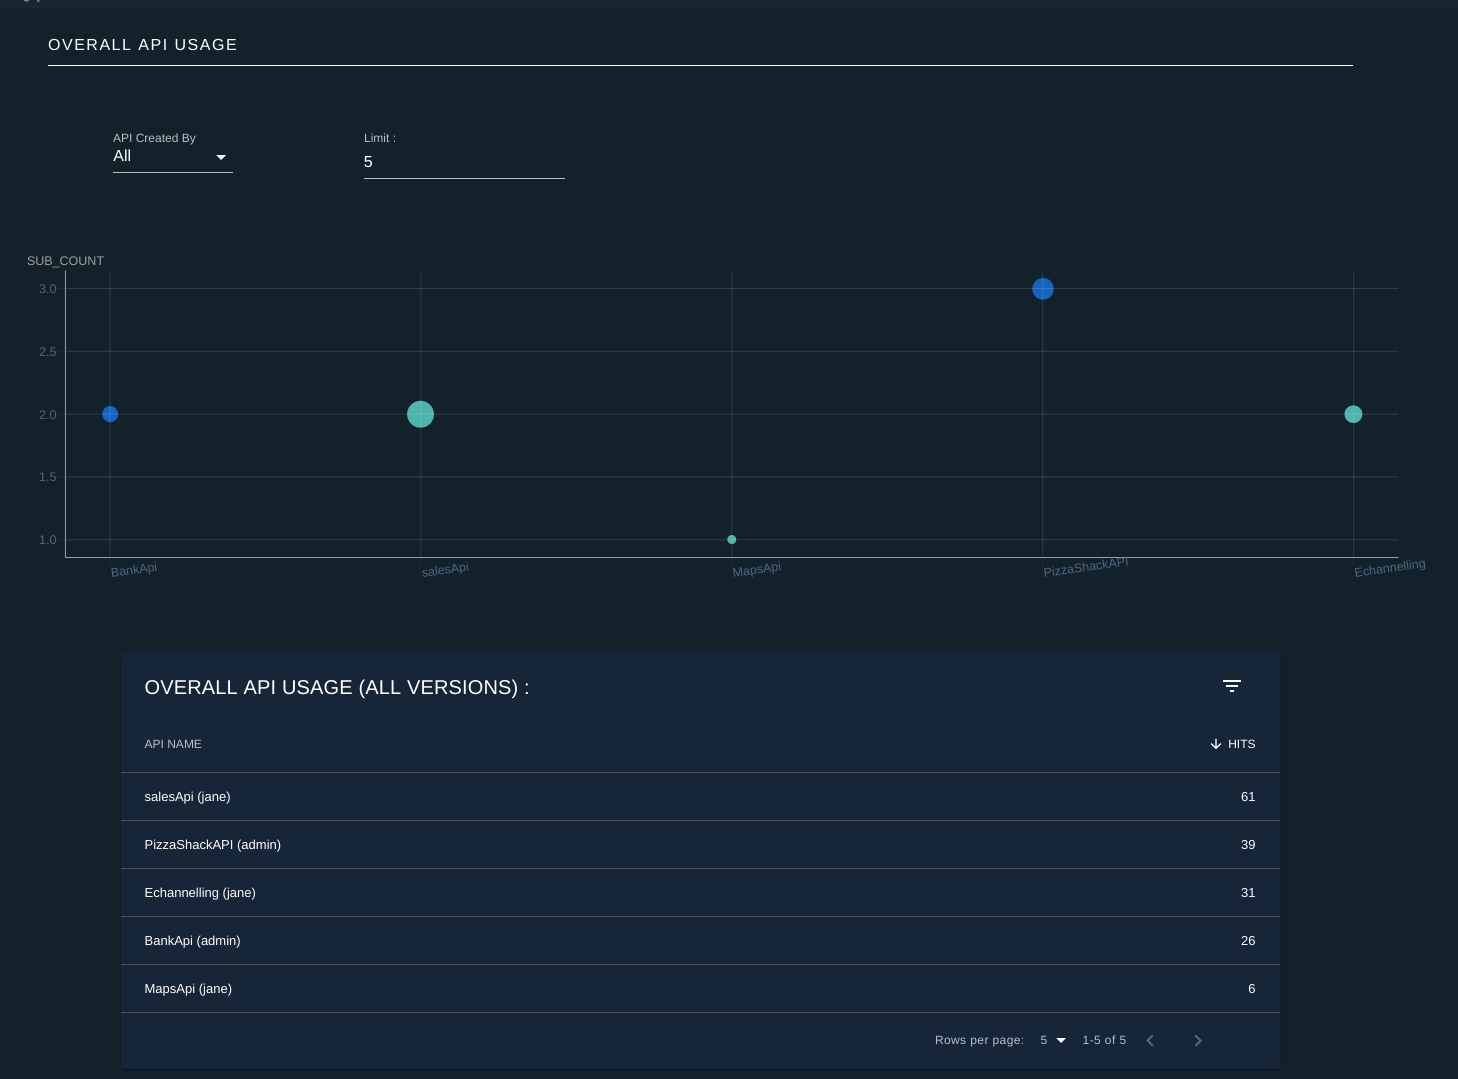 OVERALL API USAGE
API Created By
All
Limit :
5
SUB_COUNT
3.0
2.5
2.0
1.5
1.0
BankApi
salesApi
MapsApi
PizzaShackAPI
Echannelling
OVERALL API USAGE (ALL VERSIONS) :
API NAME HITS
salesApi (jane) 61
PizzaShackAPI (admin) 39
Echannelling (jane) 31
BankApi (admin) 26
MapsApi (jane) 6
Rows per page: 5 1-5 of 5